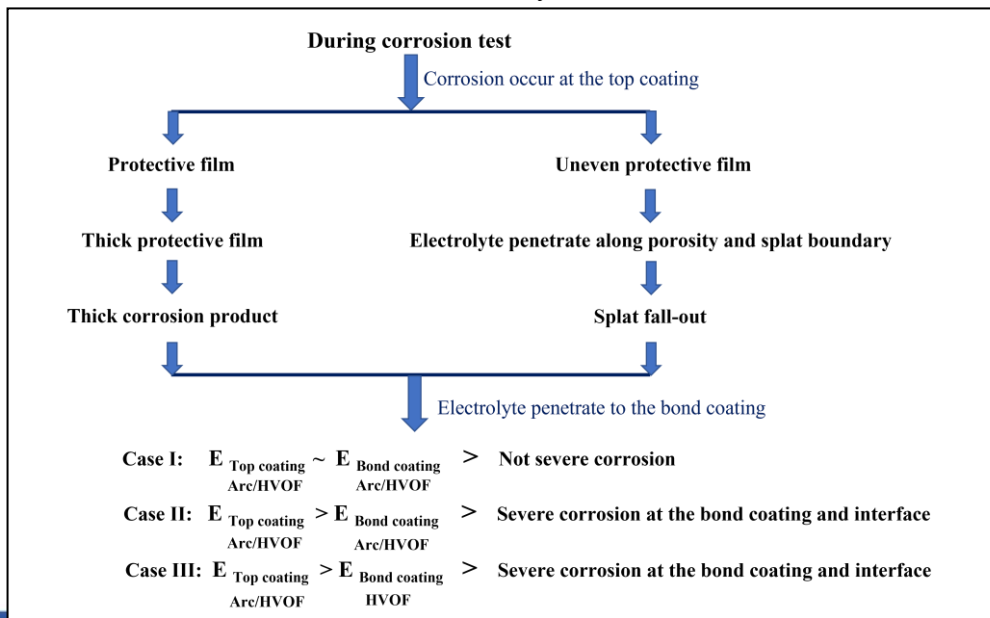 During corrosion test
Corrosion occur at the top coating
Protective film
Uneven protective film
Thick protective film
Electrolyte penetrate along porosity and splat boundary
Thick corrosion product
Splat fall-out
Electrolyte penetrate to the bond coating
Case I: E Top coating ~ E Bond coating > Not severe corrosion
Arc/HVOF Arc/HVOF
Case II: E Top coating > E Bond coating > Severe corrosion at the bond coating and interface
Arc/HVOF Arc/HVOF
Case III: E Top coating > E Bond coating > Severe corrosion at the bond coating and interface
Arc/HVOF HVOF